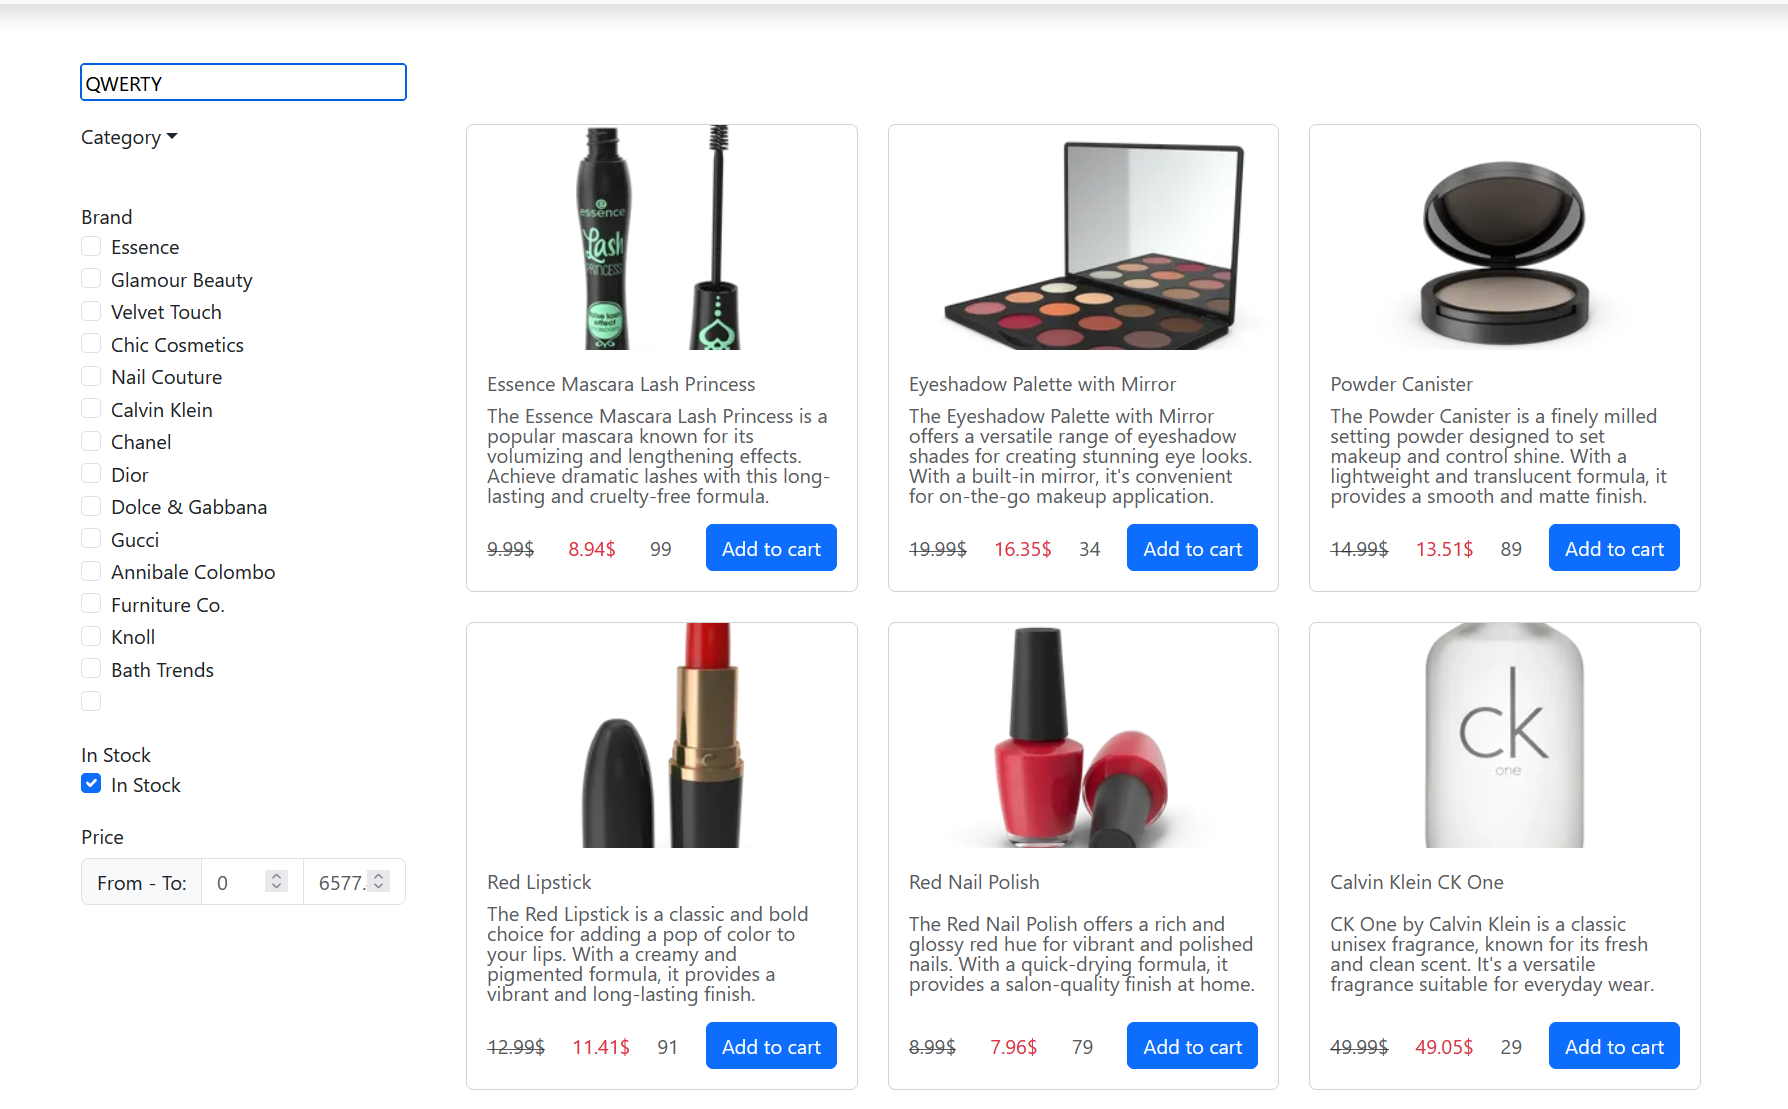 QWERTY
Category
Brand
Essence
Glamour Beauty
Velvet Touch
Chic Cosmetics
Nail Couture
Calvin Klein
Chanel
Dior
Dolce & Gabbana
Gucci
Annibale Colombo
Furniture Co.
Knoll
Bath Trends
In Stock
In Stock
Price
From - To: 0 6577.
essence
Lash
PRINCESS
false lash
effect
mascara
Essence Mascara Lash Princess
The Essence Mascara Lash Princess is a
popular mascara known for its
volumizing and lengthening effects.
Achieve dramatic lashes with this long-
lasting and cruelty-free formula.
9.99$ 8.94$ 99 Add to cart
Eyeshadow Palette with Mirror
The Eyeshadow Palette with Mirror
offers a versatile range of eyeshadow
shades for creating stunning eye looks.
With a built-in mirror, it's convenient
for on-the-go makeup application.
19.99$ 16.35$ 34 Add to cart
Powder Canister
The Powder Canister is a finely milled
setting powder designed to set
makeup and control shine. With a
lightweight and translucent formula, it
provides a smooth and matte finish.
14.99$ 13.51$ 89 Add to cart
Red Lipstick
The Red Lipstick is a classic and bold
choice for adding a pop of color to
your lips. With a creamy and
pigmented formula, it provides a
vibrant and long-lasting finish.
12.99$ 11.41$ 91 Add to cart
Red Nail Polish
The Red Nail Polish offers a rich and
glossy red hue for vibrant and polished
nails. With a quick-drying formula, it
provides a salon-quality finish at home.
8.99$ 7.96$ 79 Add to cart
ck
one
Calvin Klein CK One
CK One by Calvin Klein is a classic
unisex fragrance, known for its fresh
and clean scent. It's a versatile
fragrance suitable for everyday wear.
49.99$ 49.05$ 29 Add to cart